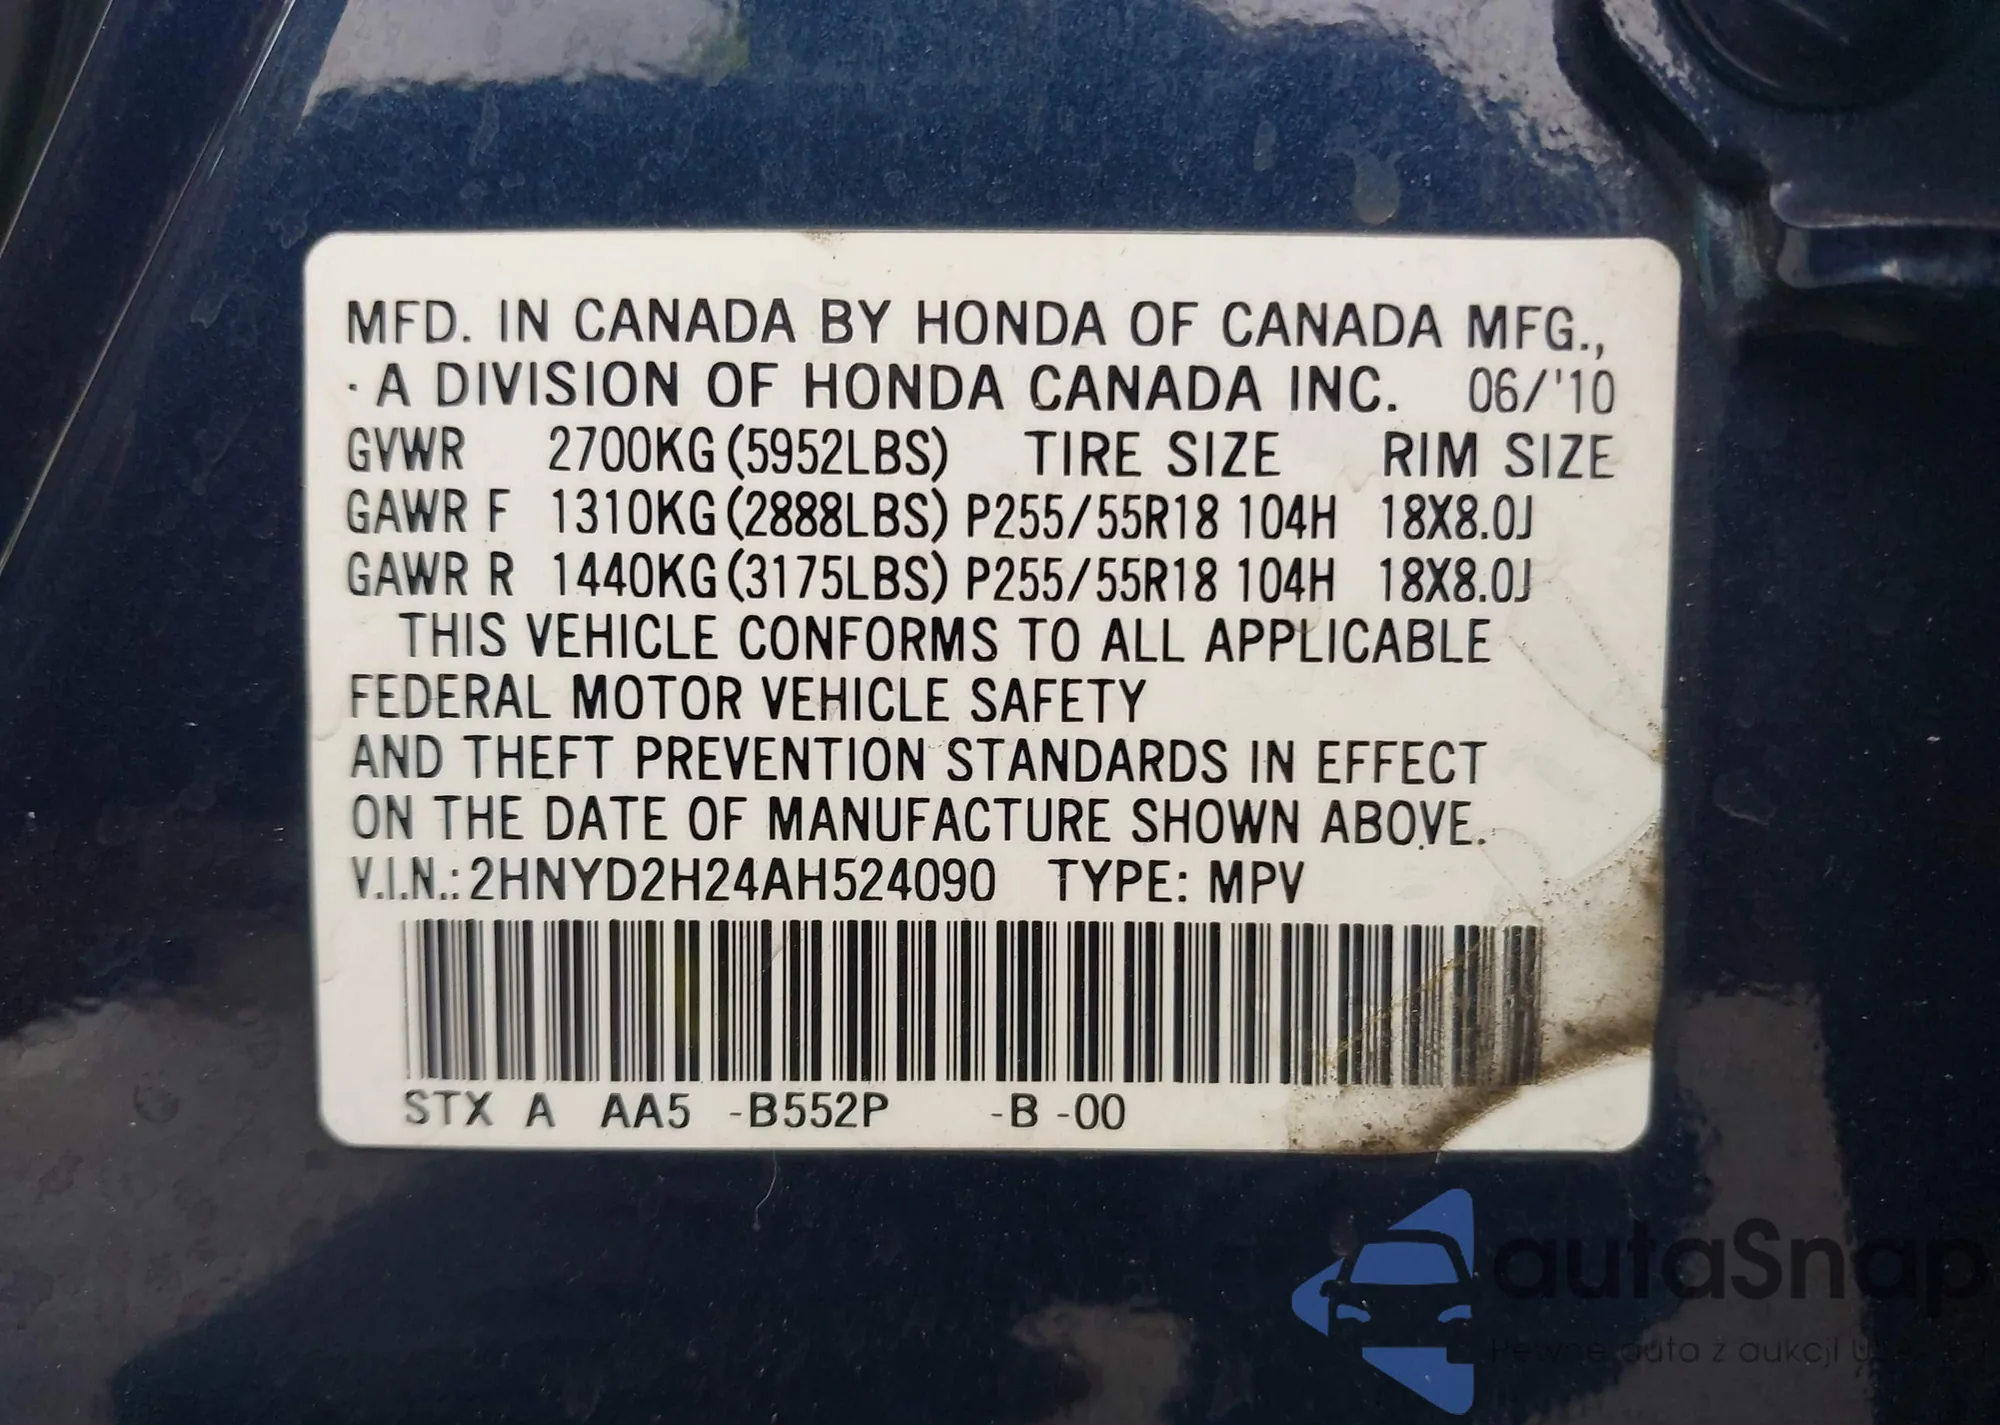 MFD. IN CANADA BY HONDA OF CANADA MFG.,
· A DIVISION OF HONDA CANADA INC. 06/'10
GVWR 2700KG (5952LBS) TIRE SIZE RIM SIZE
GAWR F 1310KG (2888LBS) P255/55R18 104H 18X8.0J
GAWR R 1440KG (3175LBS) P255/55R18 104H 18X8.0J
THIS VEHICLE CONFORMS TO ALL APPLICABLE
FEDERAL MOTOR VEHICLE SAFETY
AND THEFT PREVENTION STANDARDS IN EFFECT
ON THE DATE OF MANUFACTURE SHOWN ABOVE.
V.I.N.: 2HNYD2H24AH524090 TYPE: MPV
STX A AA5 -B552P -B -00
autaSnap
auta z aukcji